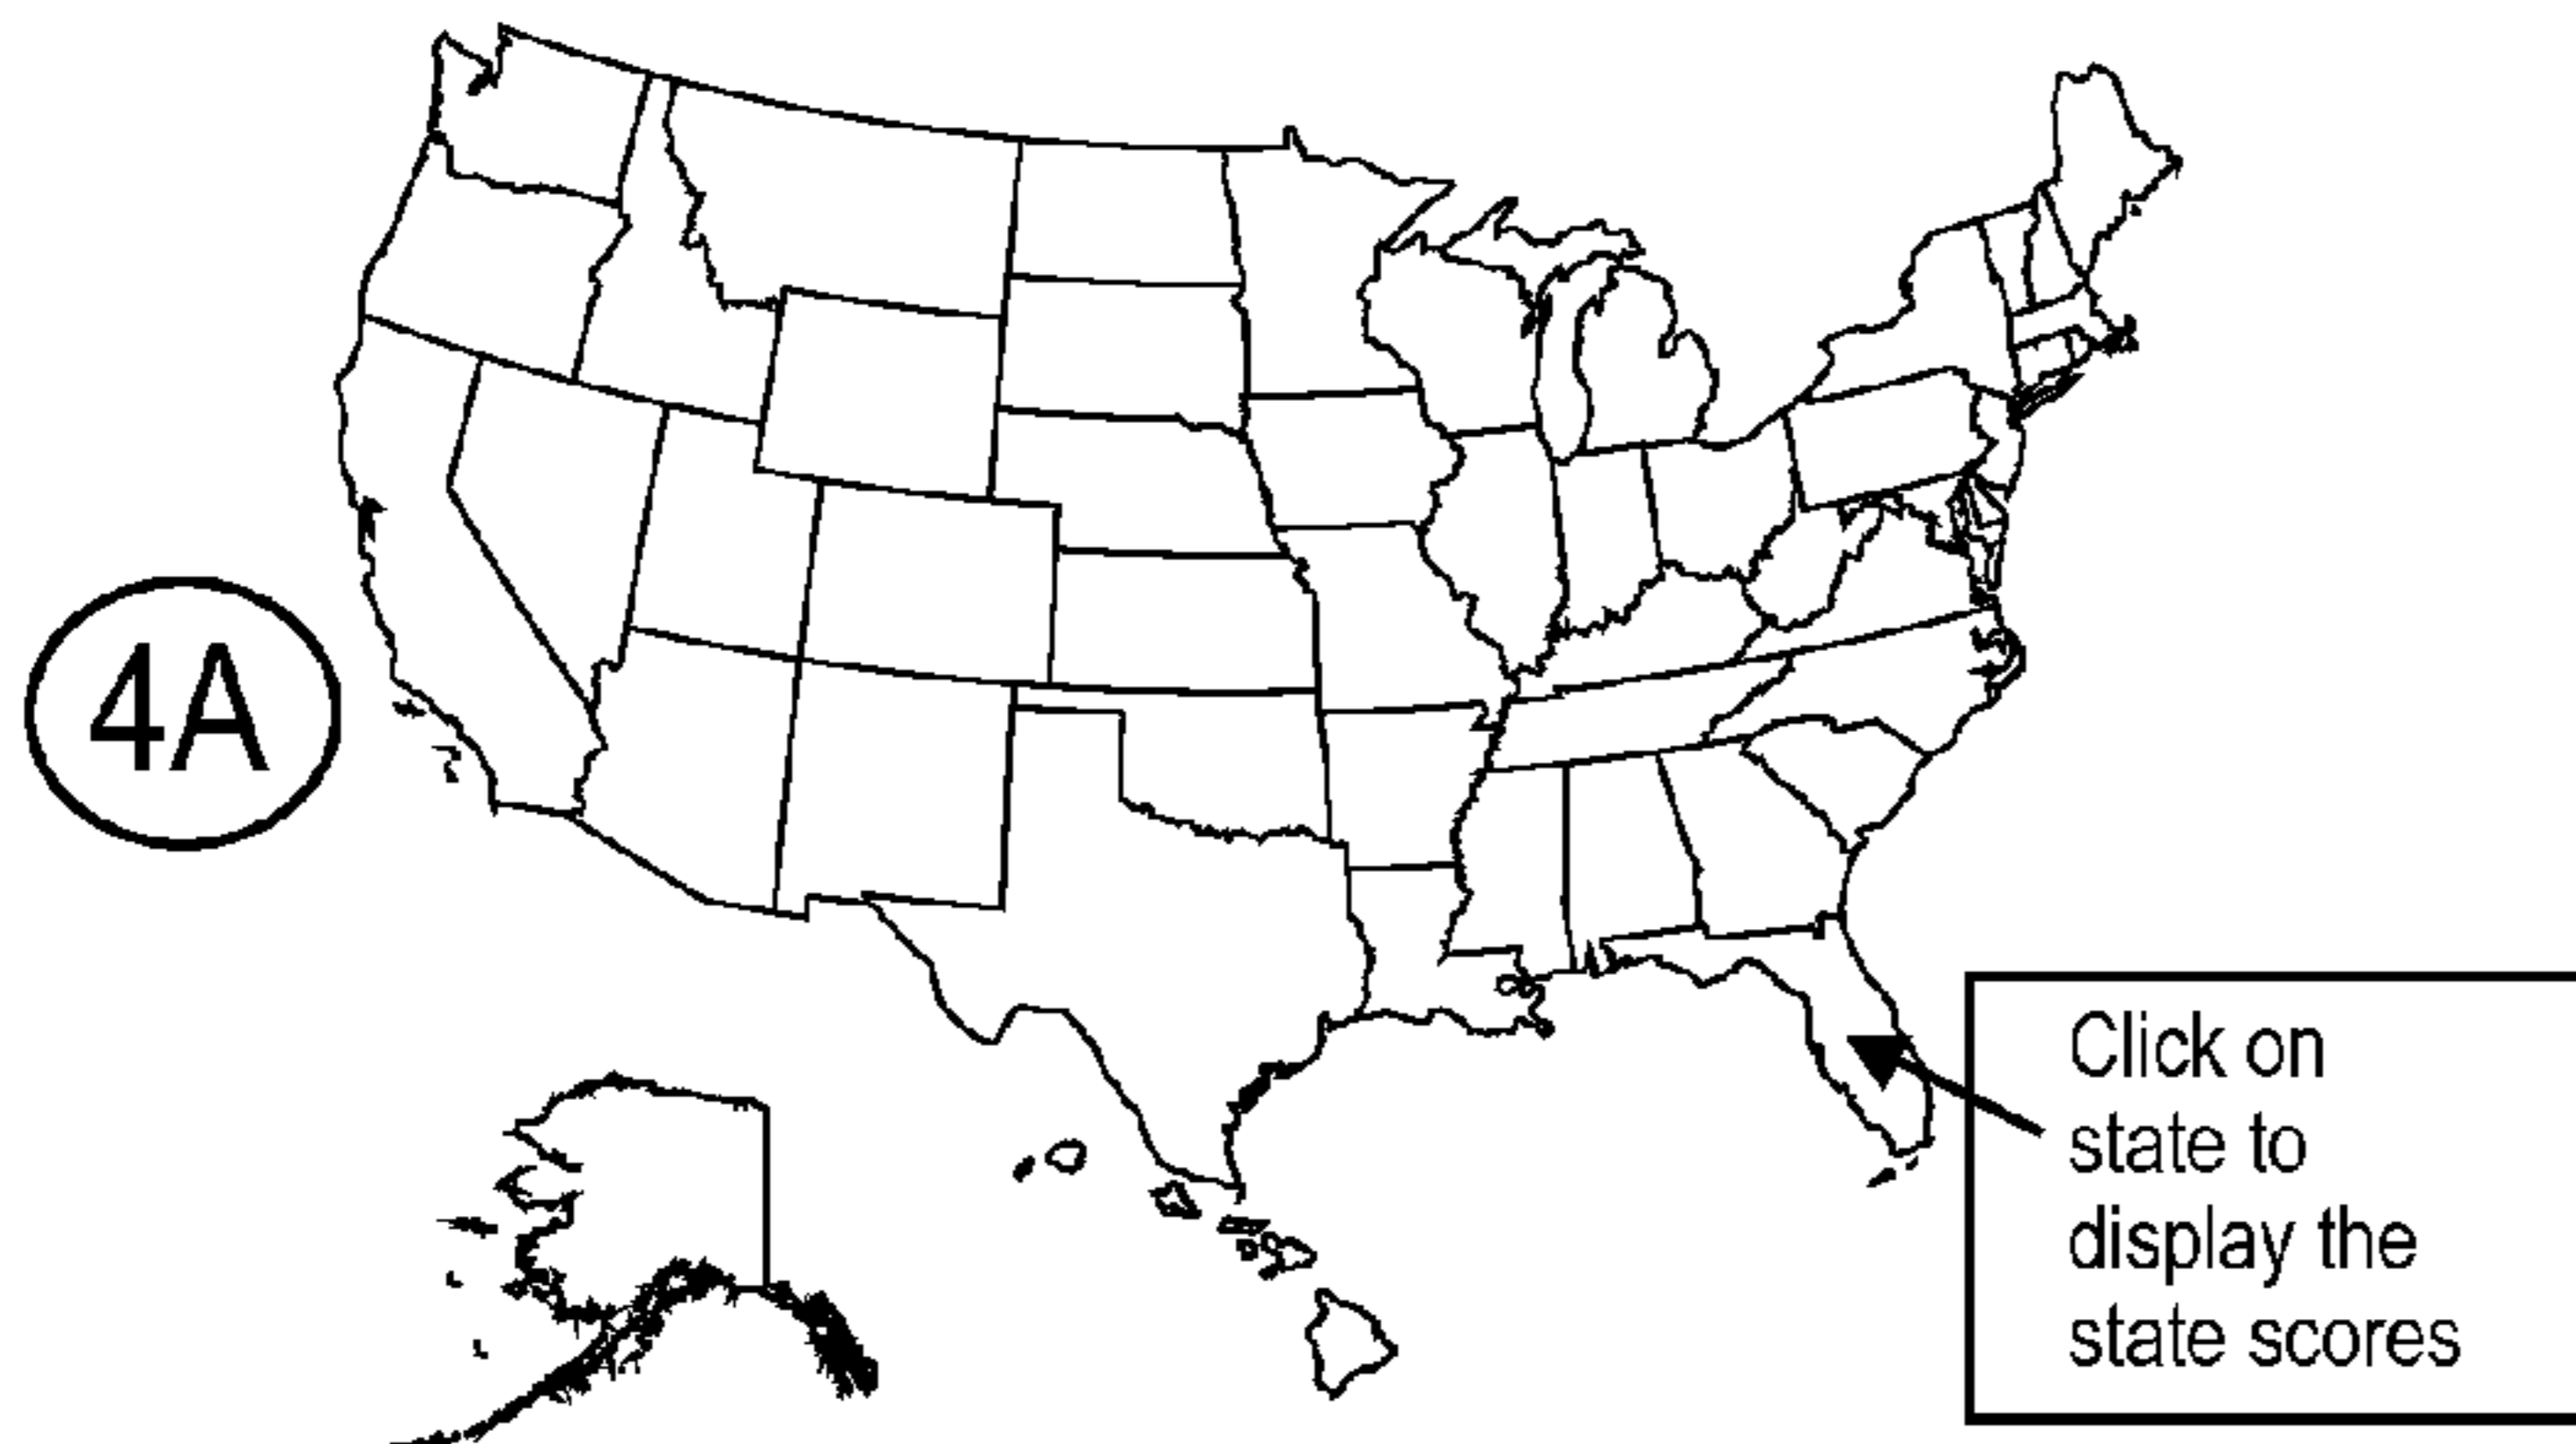 4A
Click on
state to
display the
state scores